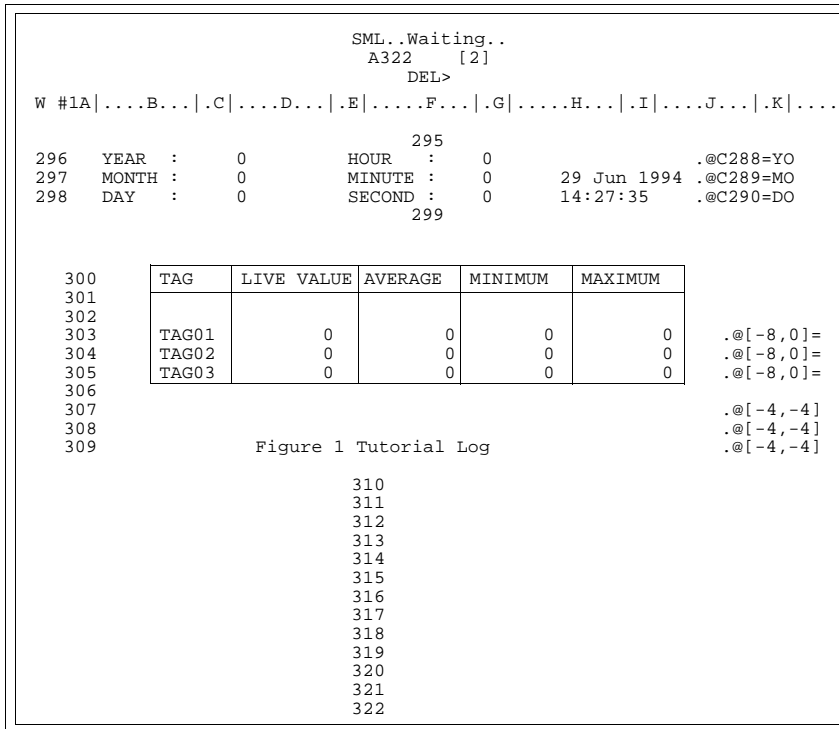 SML..Waiting..
A322 [2]
DEL>
W #1A|....B...|.C|....D...|.E|.....F...|.G|.....H...|.I|....J...|.K|....
295
296 YEAR : 0 HOUR : 0 .@C288=YO
297 MONTH : 0 MINUTE : 0 29 Jun 1994 .@C289=MO
298 DAY : 0 SECOND : 0 14:27:35 .@C290=DO
299
300 TAG LIVE VALUE AVERAGE MINIMUM MAXIMUM
301
302
303 TAG01 0 0 0 0 .@[-8,0]=
304 TAG02 0 0 0 0 .@[-8,0]=
305 TAG03 0 0 0 0 .@[-8,0]=
306
307 .@[-4,-4]
308 .@[-4,-4]
309 Figure 1 Tutorial Log .@[-4,-4]
310
311
312
313
314
315
316
317
318
319
320
321
322